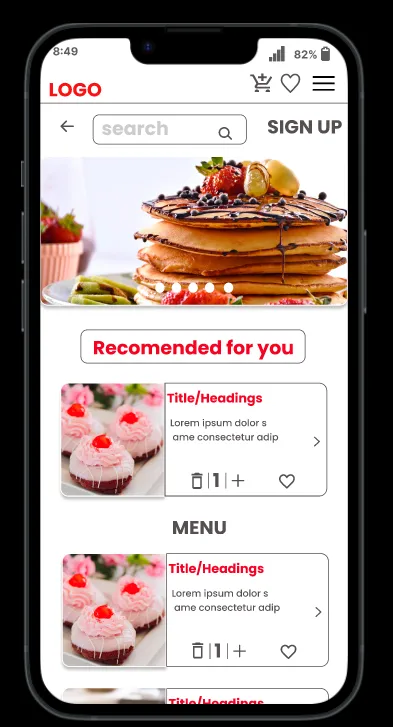 8:49
82%
LOGO
search
SIGN UP
Recomended for you
Title/Headings
Lorem ipsum dolor s
ame consectetur adip
1
MENU
Title/Headings
Lorem ipsum dolor s
ame consectetur adip
1
Title/Headings